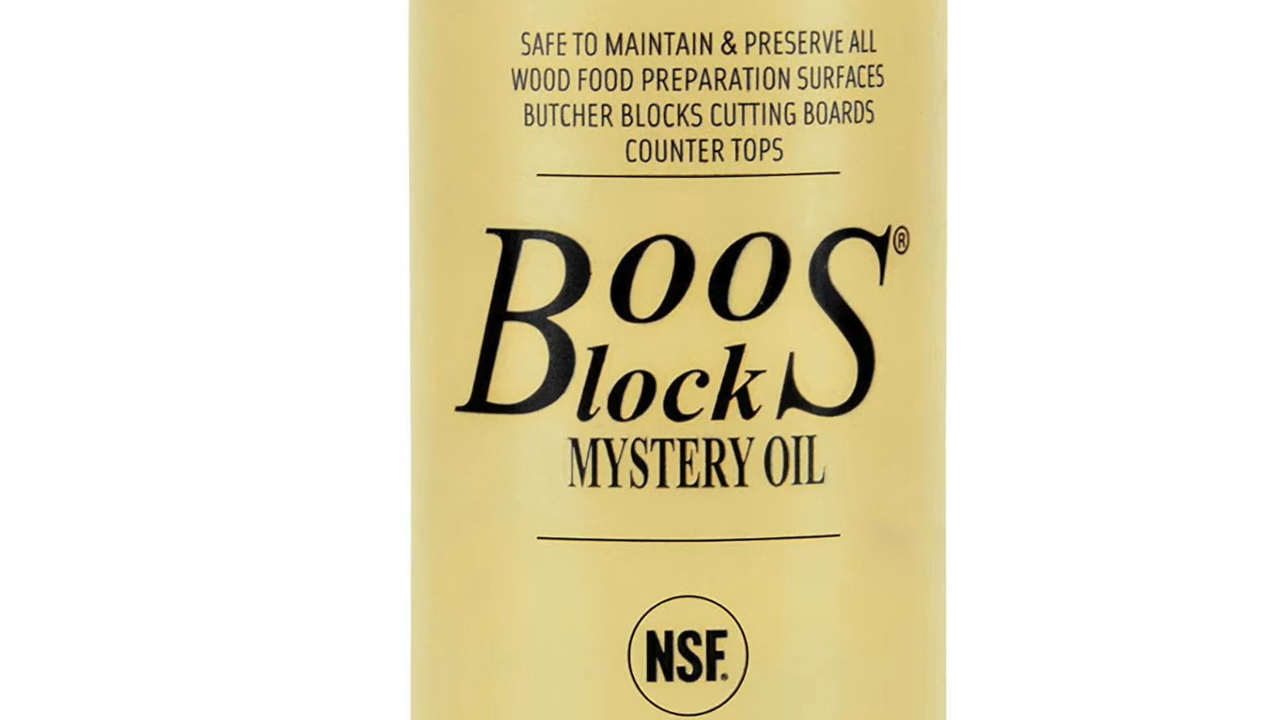 SAFE TO MAINTAIN & PRESERVE ALL
WOOD FOOD PREPARATION SURFACES
BUTCHER BLOCKS CUTTING BOARDS
COUNTER TOPS
BOOS®
BlockS
MYSTERY OIL
NSF.